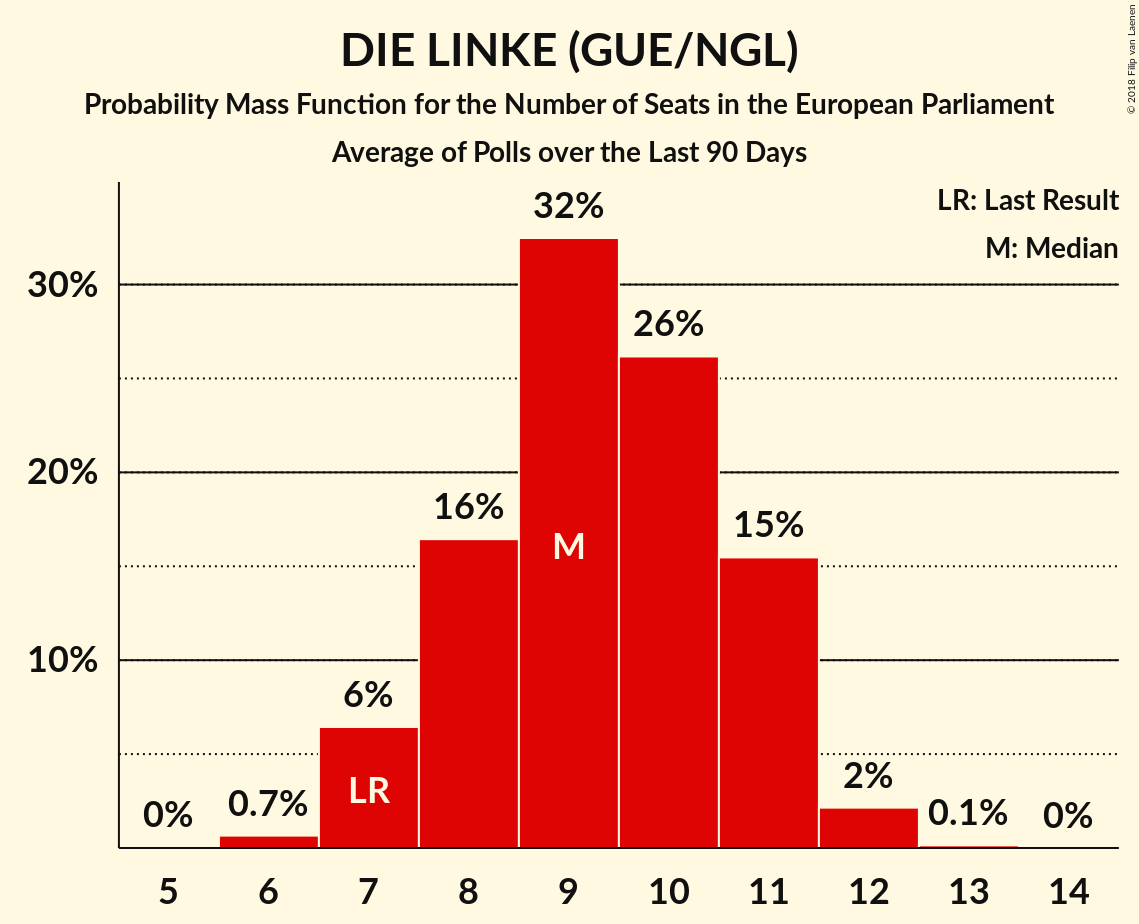 DIE LINKE (GUE/NGL)
Probability Mass Function for the Number of Seats in the European Parliament
Average of Polls over the Last 90 Days
© 2018 Filip van Laenen
LR: Last Result
M: Median
30%
20%
10%
0%
0.7%
6%
16%
32%
26%
15%
2%
0.1%
0%
LR
M
5 6 7 8 9 10 11 12 13 14